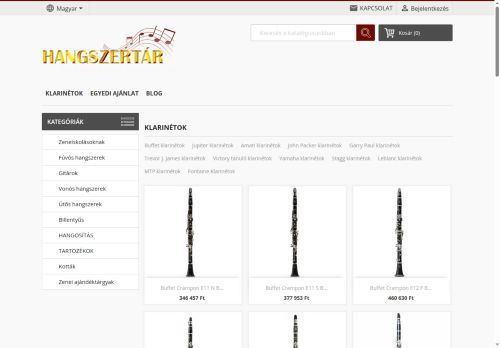 Magyar
KAPCSOLAT
Bejelentkezés
HANGSZERTÁR
Keresés a katalógusunkban
Kosár (0)
KLARINÉTOK EGYEDI AJÁNLAT BLOG
KATEGÓRIÁK
Zeneiskolásoknak
Fúvós hangszerek
Gitárok
Vonós hangszerek
Ütős hangszerek
Billentyűs
HANGOSÍTÁS
TARTOZÉKOK
Kották
Zenei ajándéktárgyak
KLARINÉTOK
Buffet klarinétok Jupiter klarinétok Amati klarinétok John Packer klarinétok Garry Paul klarinétok
Trevor J. James klarinétok Victory tanuló klarinétok Yamaha klarinétok Stagg klarinétok Leblanc klarinétok
MTP klarinétok Fontaine klarinétok
Buffet Crampon E11 N B...
346 457 Ft
Buffet Crampon E11 S B...
377 953 Ft
Buffet Crampon E12 F B...
460 630 Ft